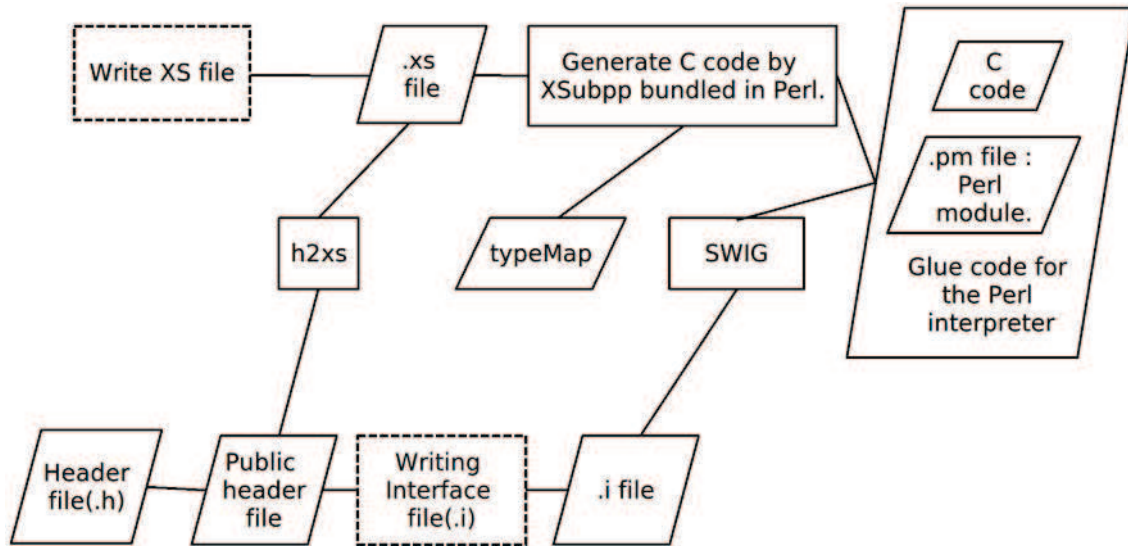 Write XS file
.xs
file
Generate C code by
XSubpp bundled in Perl.
C
code
.pm file :
Perl
module.
h2xs
typeMap
SWIG
Glue code for
the Perl
interpreter
Header
file(.h)
Public
header
file
Writing
Interface
file(.i)
.i file